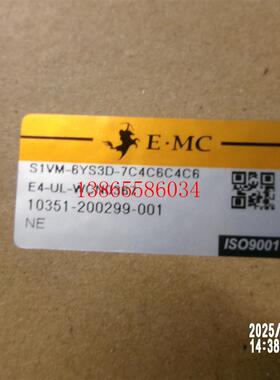 E·MC
S1VM-6YS3D-7C4C6C4C6
13865586034
E4-UL-
10351-200299-001
NE
ISO9001
2025/
14:38